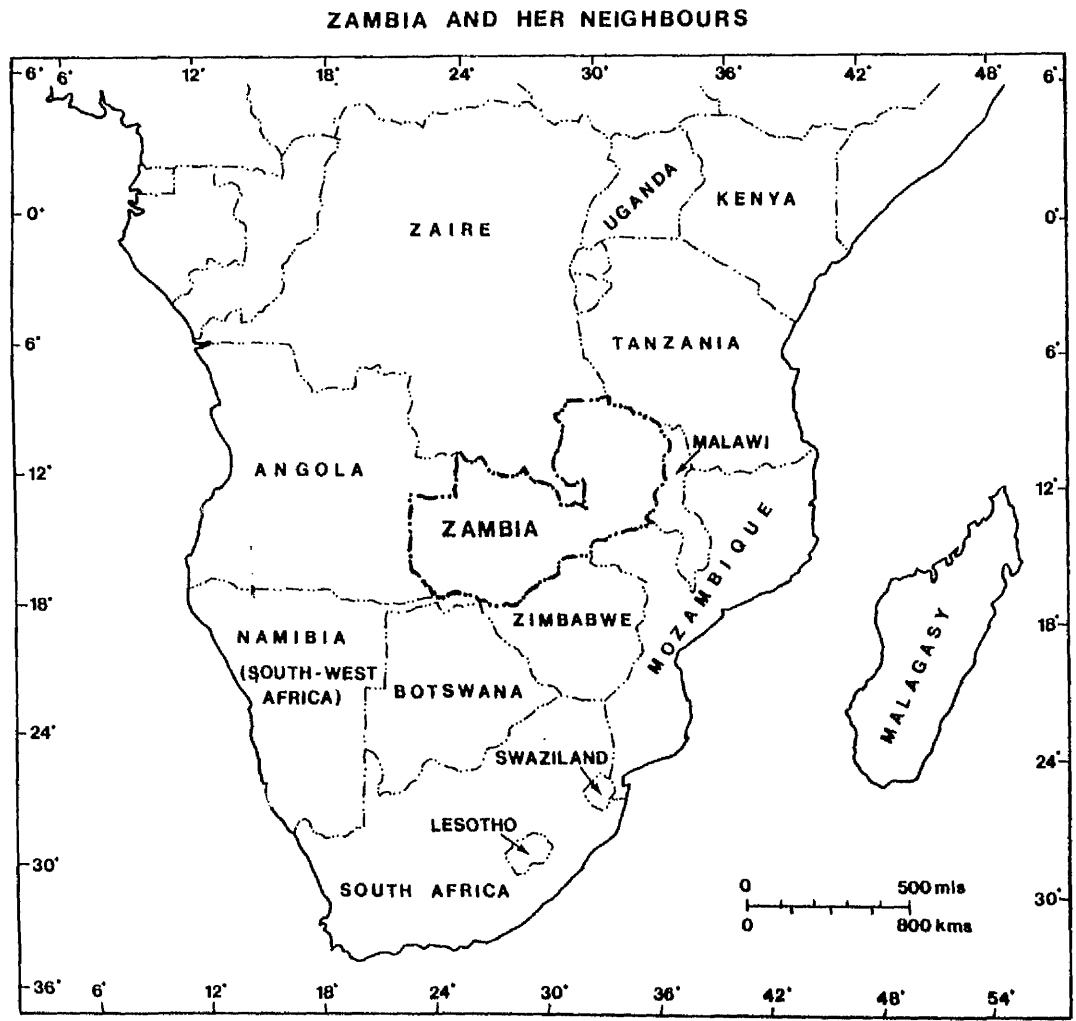 ZAMBIA AND HER NEIGHBOURS
6° 6° 12° 18° 24° 30° 36° 42° 48° 6°
UGANDA
KENYA
0° ZAIRE 0°
6° TANZANIA 6°
MALAWI
12° ANGOLA 12°
ZAMBIA
MOZAMBIQUE
18° ZIMBABWE 18°
NAMIBIA
(SOUTH-WEST
AFRICA)
BOTSWANA
MALAGASY
24° 24°
SWAZILAND
LESOTHO
30° 30°
SOUTH AFRICA
0 500 mls
0 800 kms
36° 6° 12° 18° 24° 30° 36° 42° 48° 54°